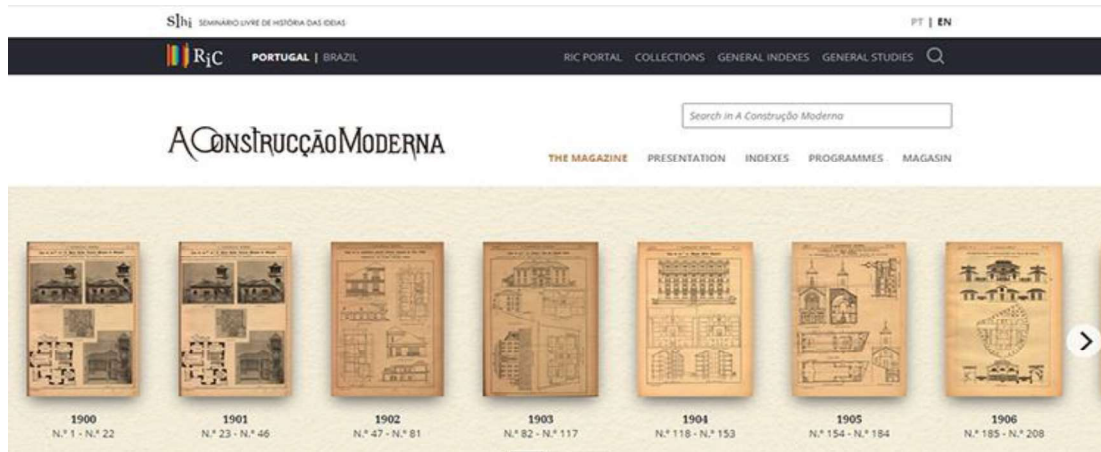 Slhi SEMINÁRIO LIVRE DE HISTÓRIA DAS IDEIAS
PT | EN
RiC PORTUGAL | BRAZIL RIC PORTAL COLLECTIONS GENERAL INDEXES GENERAL STUDIES
Search in A Construção Moderna
A CONSTRUCÇÃO MODERNA
THE MAGAZINE PRESENTATION INDEXES PROGRAMMES MAGASIN
1900 1901 1902 1903 1904 1905 1906
N.º 1 - N.º 22 N.º 23 - N.º 46 N.º 47 - N.º 81 N.º 82 - N.º 117 N.º 118 - N.º 153 N.º 154 - N.º 184 N.º 185 - N.º 208